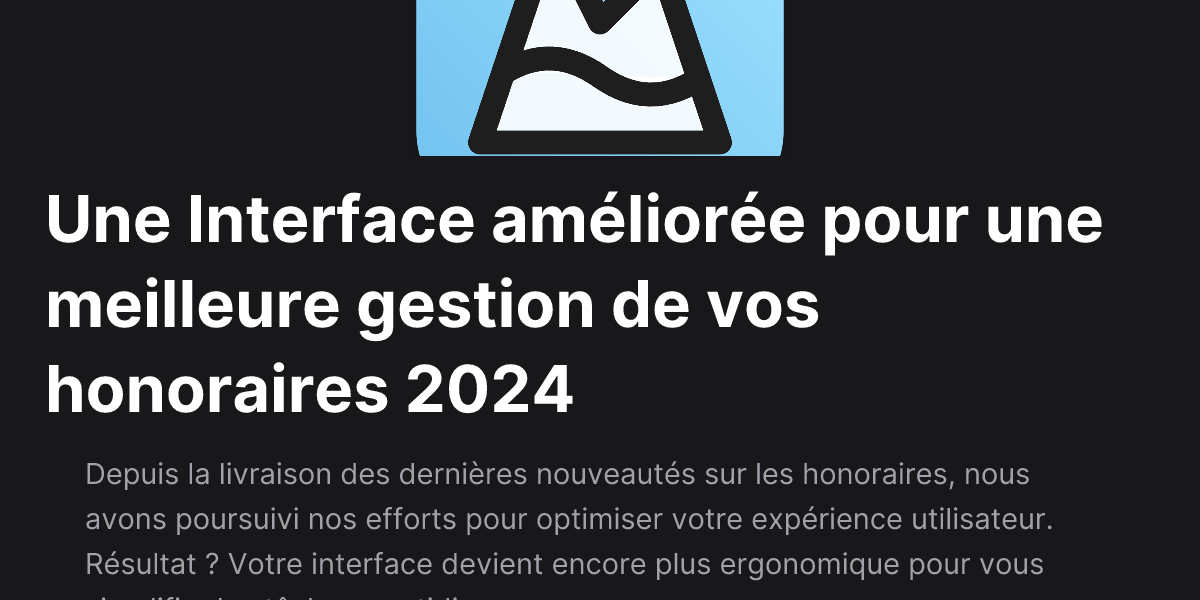 Une Interface améliorée pour une
meilleure gestion de vos
honoraires 2024
Depuis la livraison des dernières nouveautés sur les honoraires, nous
avons poursuivi nos efforts pour optimiser votre expérience utilisateur.
Résultat ? Votre interface devient encore plus ergonomique pour vous